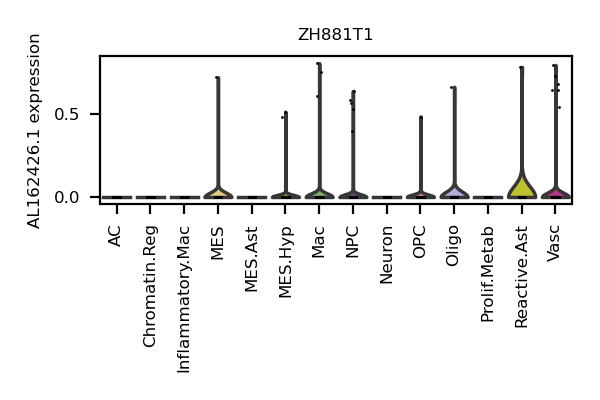 ZH881T1
AL162426.1 expression
0.5
0.0
AC
Chromatin.Reg
Inflammatory.Mac
MES
MES.Ast
MES.Hyp
Mac
NPC
Neuron
OPC
Oligo
Prolif.Metab
Reactive.Ast
Vasc